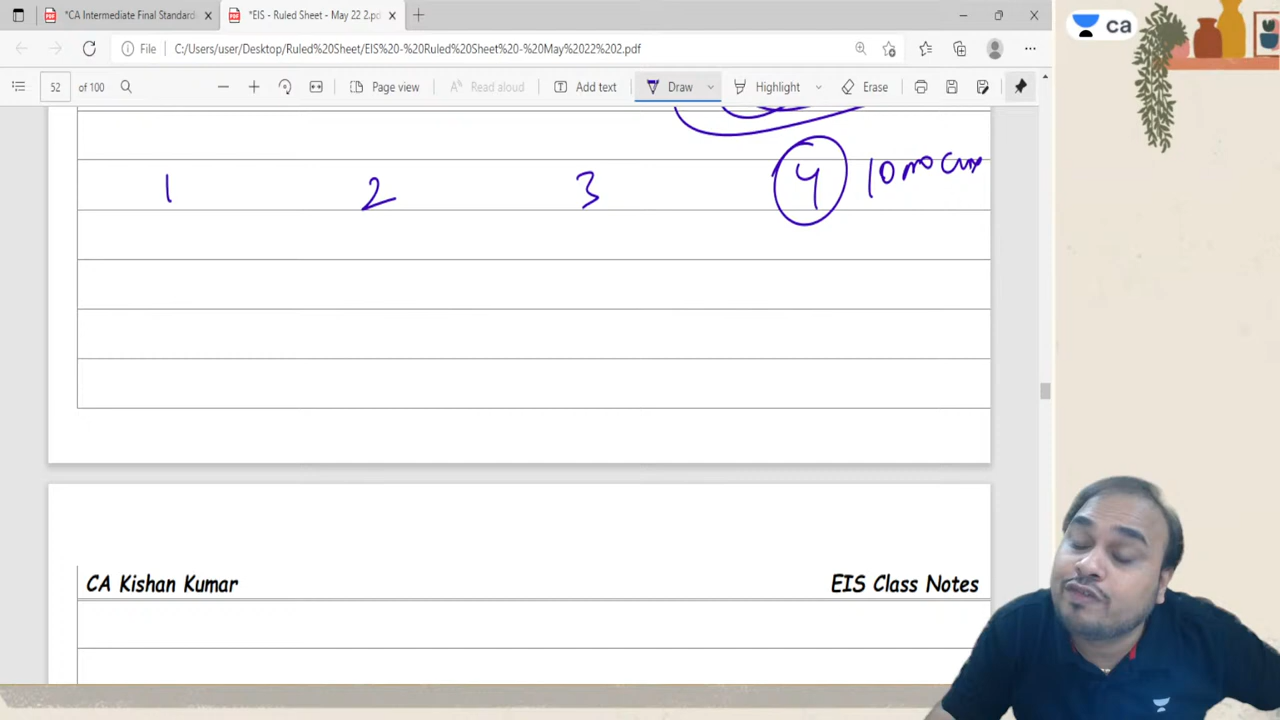 *CA Intermediate Final Standard
*EIS - Ruled Sheet - May 22 2.pd
File
C:/Users/user/Desktop/Ruled%20Sheet/EIS%20-%20Ruled%20Sheet%20-%20May%2022%202.pdf
52 of 100
Page view
Read aloud
Add text
Draw
Highlight
Erase
ca
1 2 3 4 10
CA Kishan Kumar
EIS Class Notes